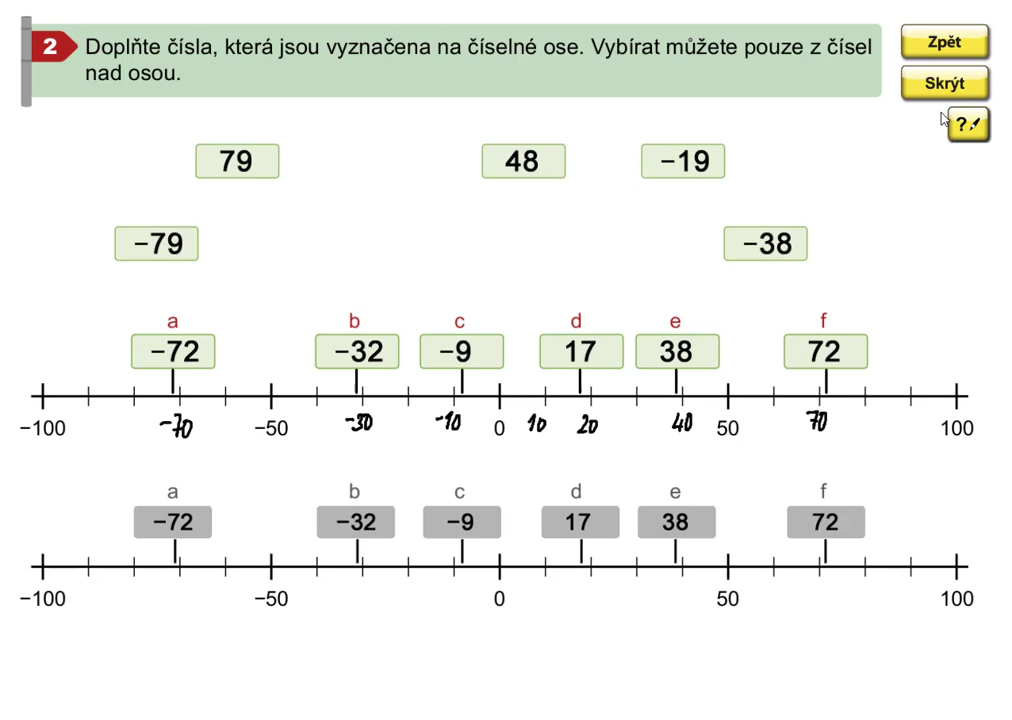 2 Doplňte čísla, která jsou vyznačena na číselné ose. Vybírat můžete pouze z čísel
nad osou.
Zpět
Skrýt
?
79 48 −19
−79 −38
a b c d e f
−72 −32 −9 17 38 72
−100 −70 −50 −30 −10 0 10 20 40 50 70 100
a b c d e f
−72 −32 −9 17 38 72
−100 −50 0 50 100